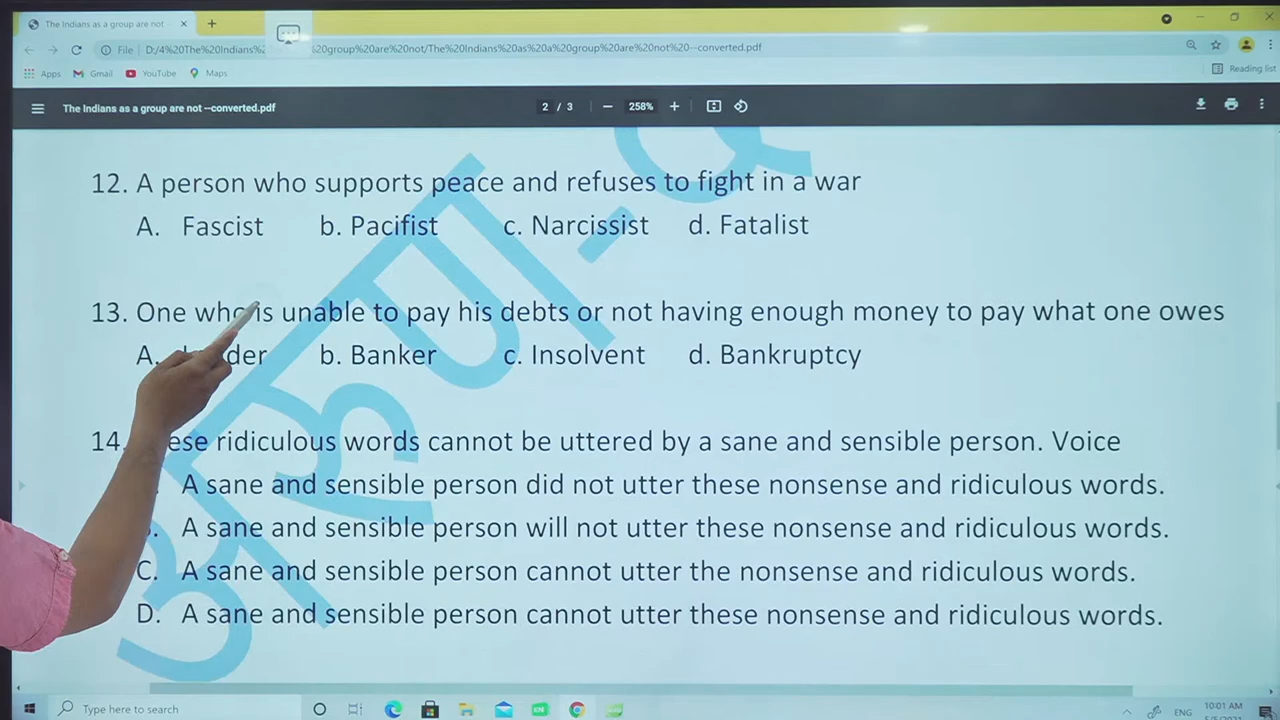 The Indians as a group are not
File D:/4%20The%20Indians% %20group%20are%20not/The%20Indians%20as%20a%20group%20are%20not%20--converted.pdf
Apps Gmail YouTube Maps Reading list
The Indians as a group are not --converted.pdf 2 / 3 258%
12. A person who supports peace and refuses to fight in a war
A. Fascist b. Pacifist c. Narcissist d. Fatalist
13. One who is unable to pay his debts or not having enough money to pay what one owes
A. b. Banker c. Insolvent d. Bankruptcy
14. ridiculous words cannot be uttered by a sane and sensible person. Voice
A sane and sensible person did not utter these nonsense and ridiculous words.
A sane and sensible person will not utter these nonsense and ridiculous words.
C. A sane and sensible person cannot utter the nonsense and ridiculous words.
D. A sane and sensible person cannot utter these nonsense and ridiculous words.
Type here to search ENG 10:01 AM